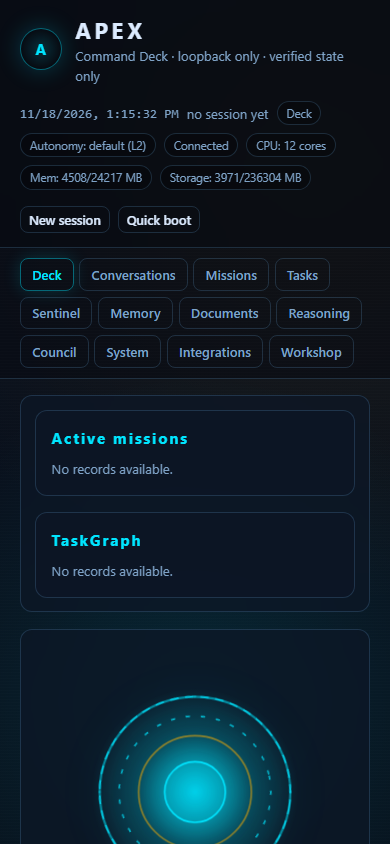 A
APEX
Command Deck · loopback only · verified state
only
11/18/2026, 1:15:32 PM no session yet Deck
Autonomy: default (L2) Connected CPU: 12 cores
Mem: 4508/24217 MB Storage: 3971/236304 MB
New session Quick boot
Deck Conversations Missions Tasks
Sentinel Memory Documents Reasoning
Council System Integrations Workshop
Active missions
No records available.
TaskGraph
No records available.